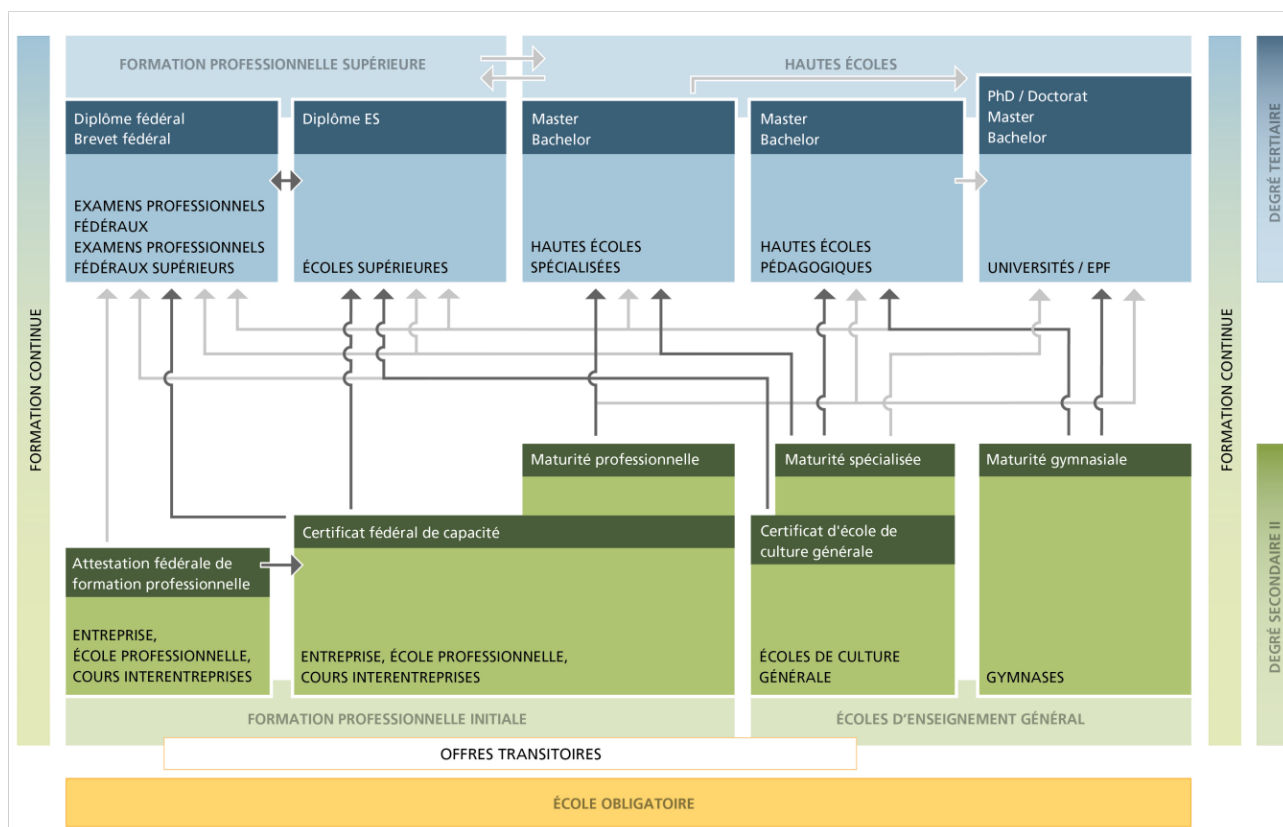 FORMATION PROFESSIONNELLE SUPÉRIEURE
HAUTES ÉCOLES
Diplôme fédéral
Brevet fédéral
Diplôme ES
Master
Bachelor
Master
Bachelor
PhD / Doctorat
Master
Bachelor
EXAMENS PROFESSIONNELS
FÉDÉRAUX
EXAMENS PROFESSIONNELS
FÉDÉRAUX SUPÉRIEURS
ÉCOLES SUPÉRIEURES
HAUTES ÉCOLES
SPÉCIALISÉES
HAUTES ÉCOLES
PÉDAGOGIQUES
UNIVERSITÉS / EPF
FORMATION CONTINUE
FORMATION CONTINUE
DEGRÉ TERTIAIRE
Maturité professionnelle
Maturité spécialisée
Maturité gymnasiale
Certificat fédéral de capacité
Certificat d'école de
culture générale
Attestation fédérale de
formation professionnelle
ENTREPRISE,
ÉCOLE PROFESSIONNELLE,
COURS INTERENTREPRISES
ENTREPRISE, ÉCOLE PROFESSIONNELLE,
COURS INTERENTREPRISES
ÉCOLES DE CULTURE
GÉNÉRALE
GYMNASES
DEGRÉ SECONDAIRE II
FORMATION PROFESSIONNELLE INITIALE
ÉCOLES D'ENSEIGNEMENT GÉNÉRAL
OFFRES TRANSITOIRES
ÉCOLE OBLIGATOIRE